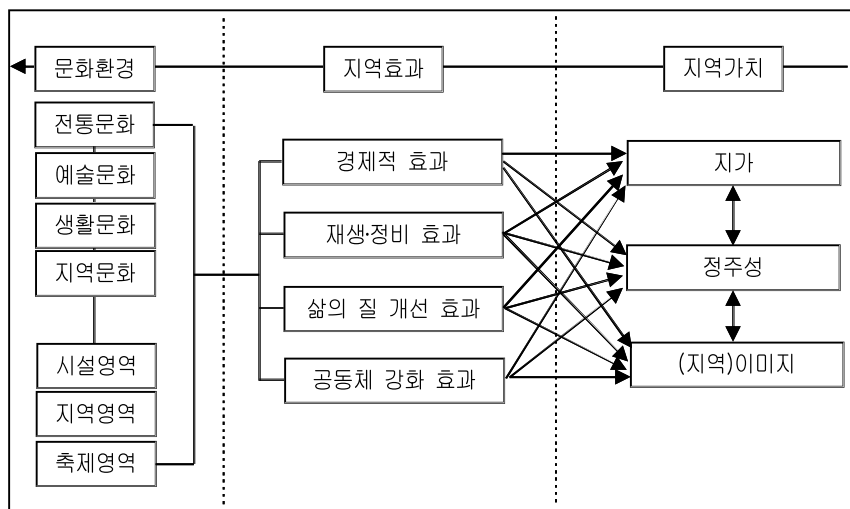 문화환경
지역효과
지역가치
전통문화
예술문화
생활문화
지역문화
시설영역
지역영역
축제영역
경제적 효과
재생·정비 효과
삶의 질 개선 효과
공동체 강화 효과
지가
정주성
(지역)이미지